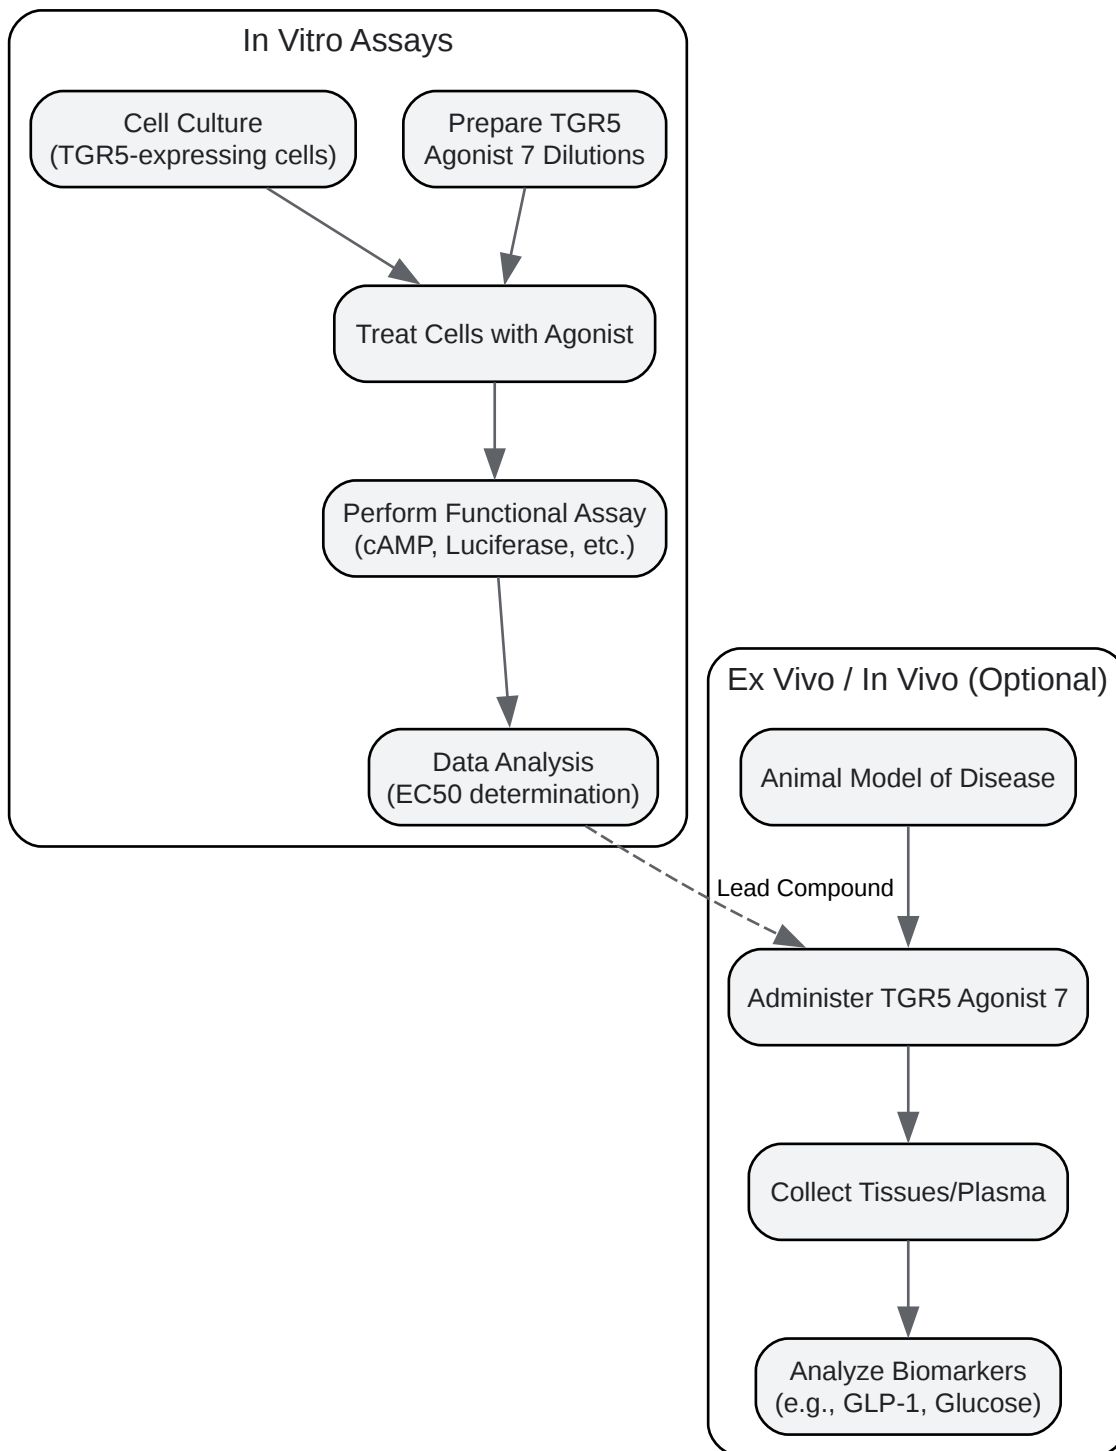 In Vitro Assays
Cell Culture
(TGR5-expressing cells)
Prepare TGR5
Agonist 7 Dilutions
Treat Cells with Agonist
Perform Functional Assay
(cAMP, Luciferase, etc.)
Data Analysis
(EC50 determination)
Ex Vivo / In Vivo (Optional)
Animal Model of Disease
Lead Compound
Administer TGR5 Agonist 7
Collect Tissues/Plasma
Analyze Biomarkers
(e.g., GLP-1, Glucose)